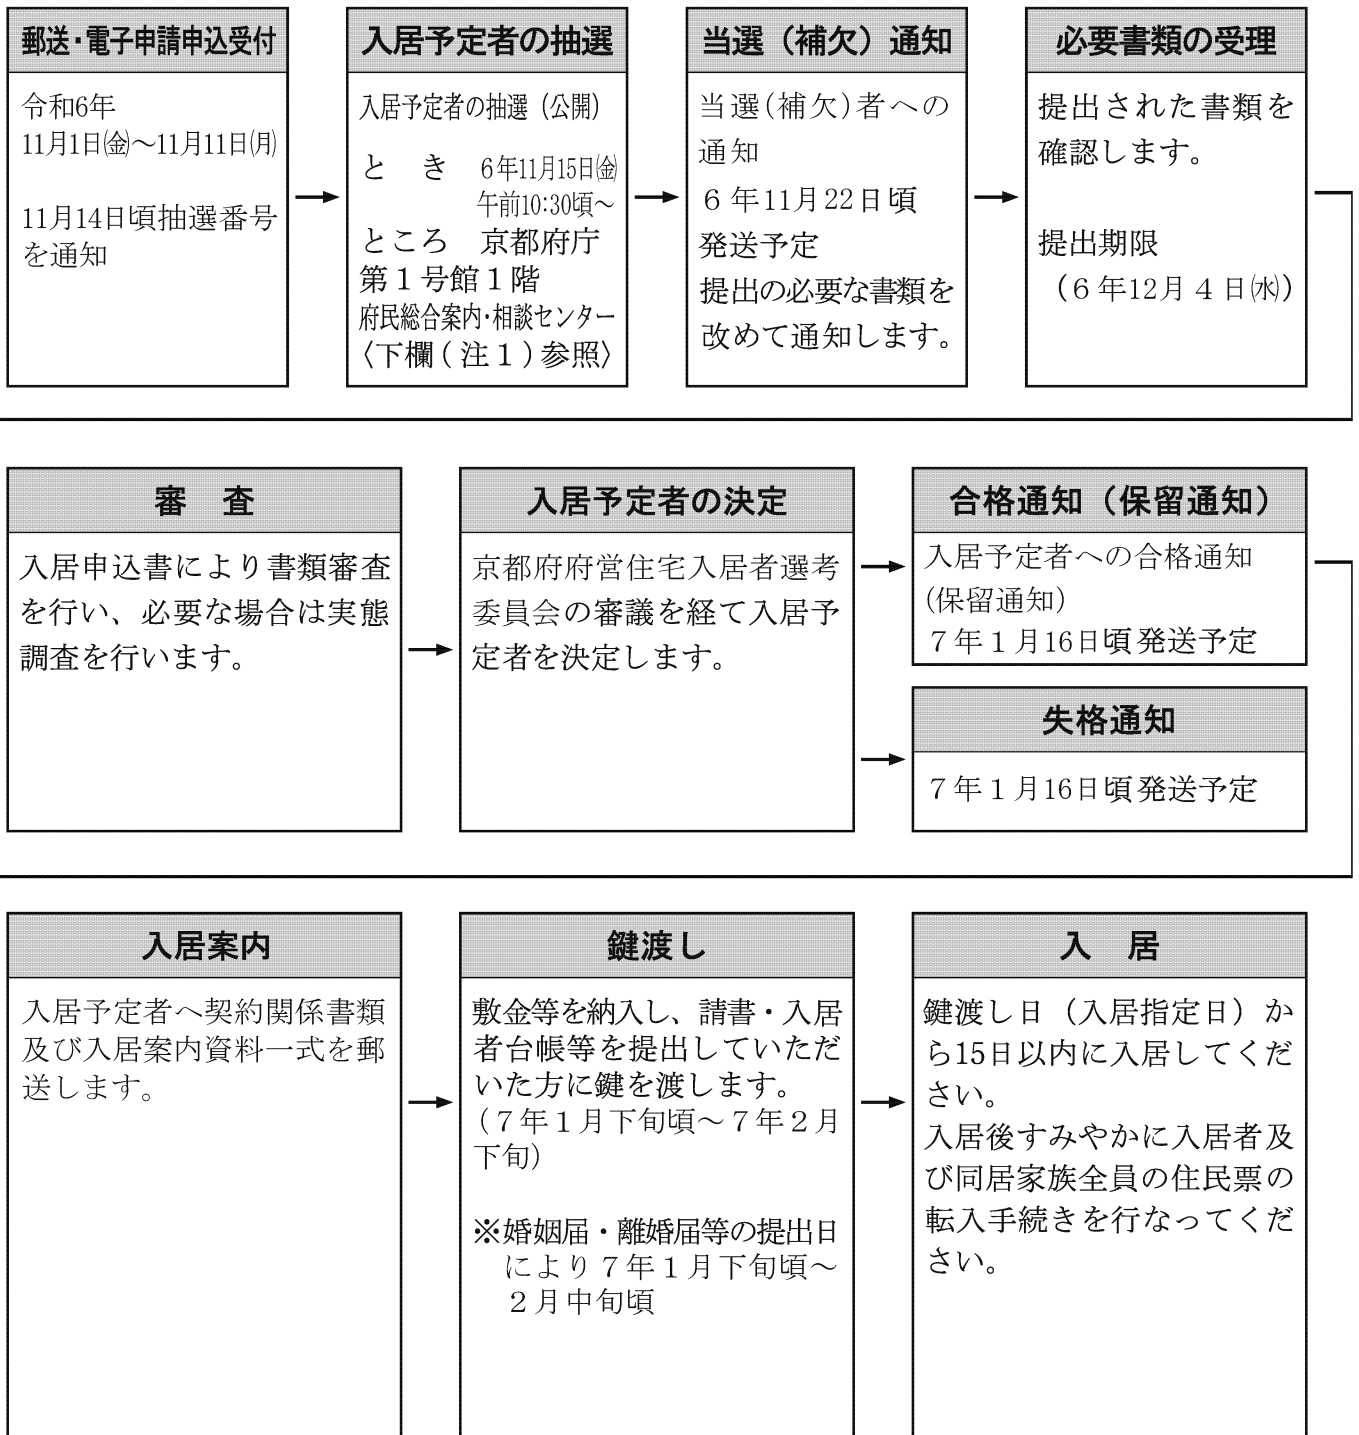 郵送・電子申請申込受付
令和6年
11月1日㈮～11月11日㈪
11月14日頃抽選番号
を通知
入居予定者の抽選
入居予定者の抽選（公開）
と　き　6年11月15日㈮
午前10:30頃～
ところ　京都府庁
第１号館１階
府民総合案内・相談センター
〈下欄(注１)参照〉
当選（補欠）通知
当選(補欠)者への
通知
６年11月22日頃
発送予定
提出の必要な書類を
改めて通知します。
必要書類の受理
提出された書類を
確認します。
提出期限
（６年12月４日㈬）
審　査
入居申込書により書類審査
を行い、必要な場合は実態
調査を行います。
入居予定者の決定
京都府府営住宅入居者選考
委員会の審議を経て入居予
定者を決定します。
合格通知（保留通知）
入居予定者への合格通知
(保留通知)
７年１月16日頃発送予定
失格通知
７年１月16日頃発送予定
入居案内
入居予定者へ契約関係書類
及び入居案内資料一式を郵
送します。
鍵渡し
敷金等を納入し、請書・入居
者台帳等を提出していただ
いた方に鍵を渡します。
(７年１月下旬頃～７年２月
下旬)
※婚姻届・離婚届等の提出日
により７年１月下旬頃～
２月中旬頃
入　居
鍵渡し日（入居指定日）か
ら15日以内に入居してくだ
さい。
入居後すみやかに入居者及
び同居家族全員の住民票の
転入手続きを行なってくだ
さい。